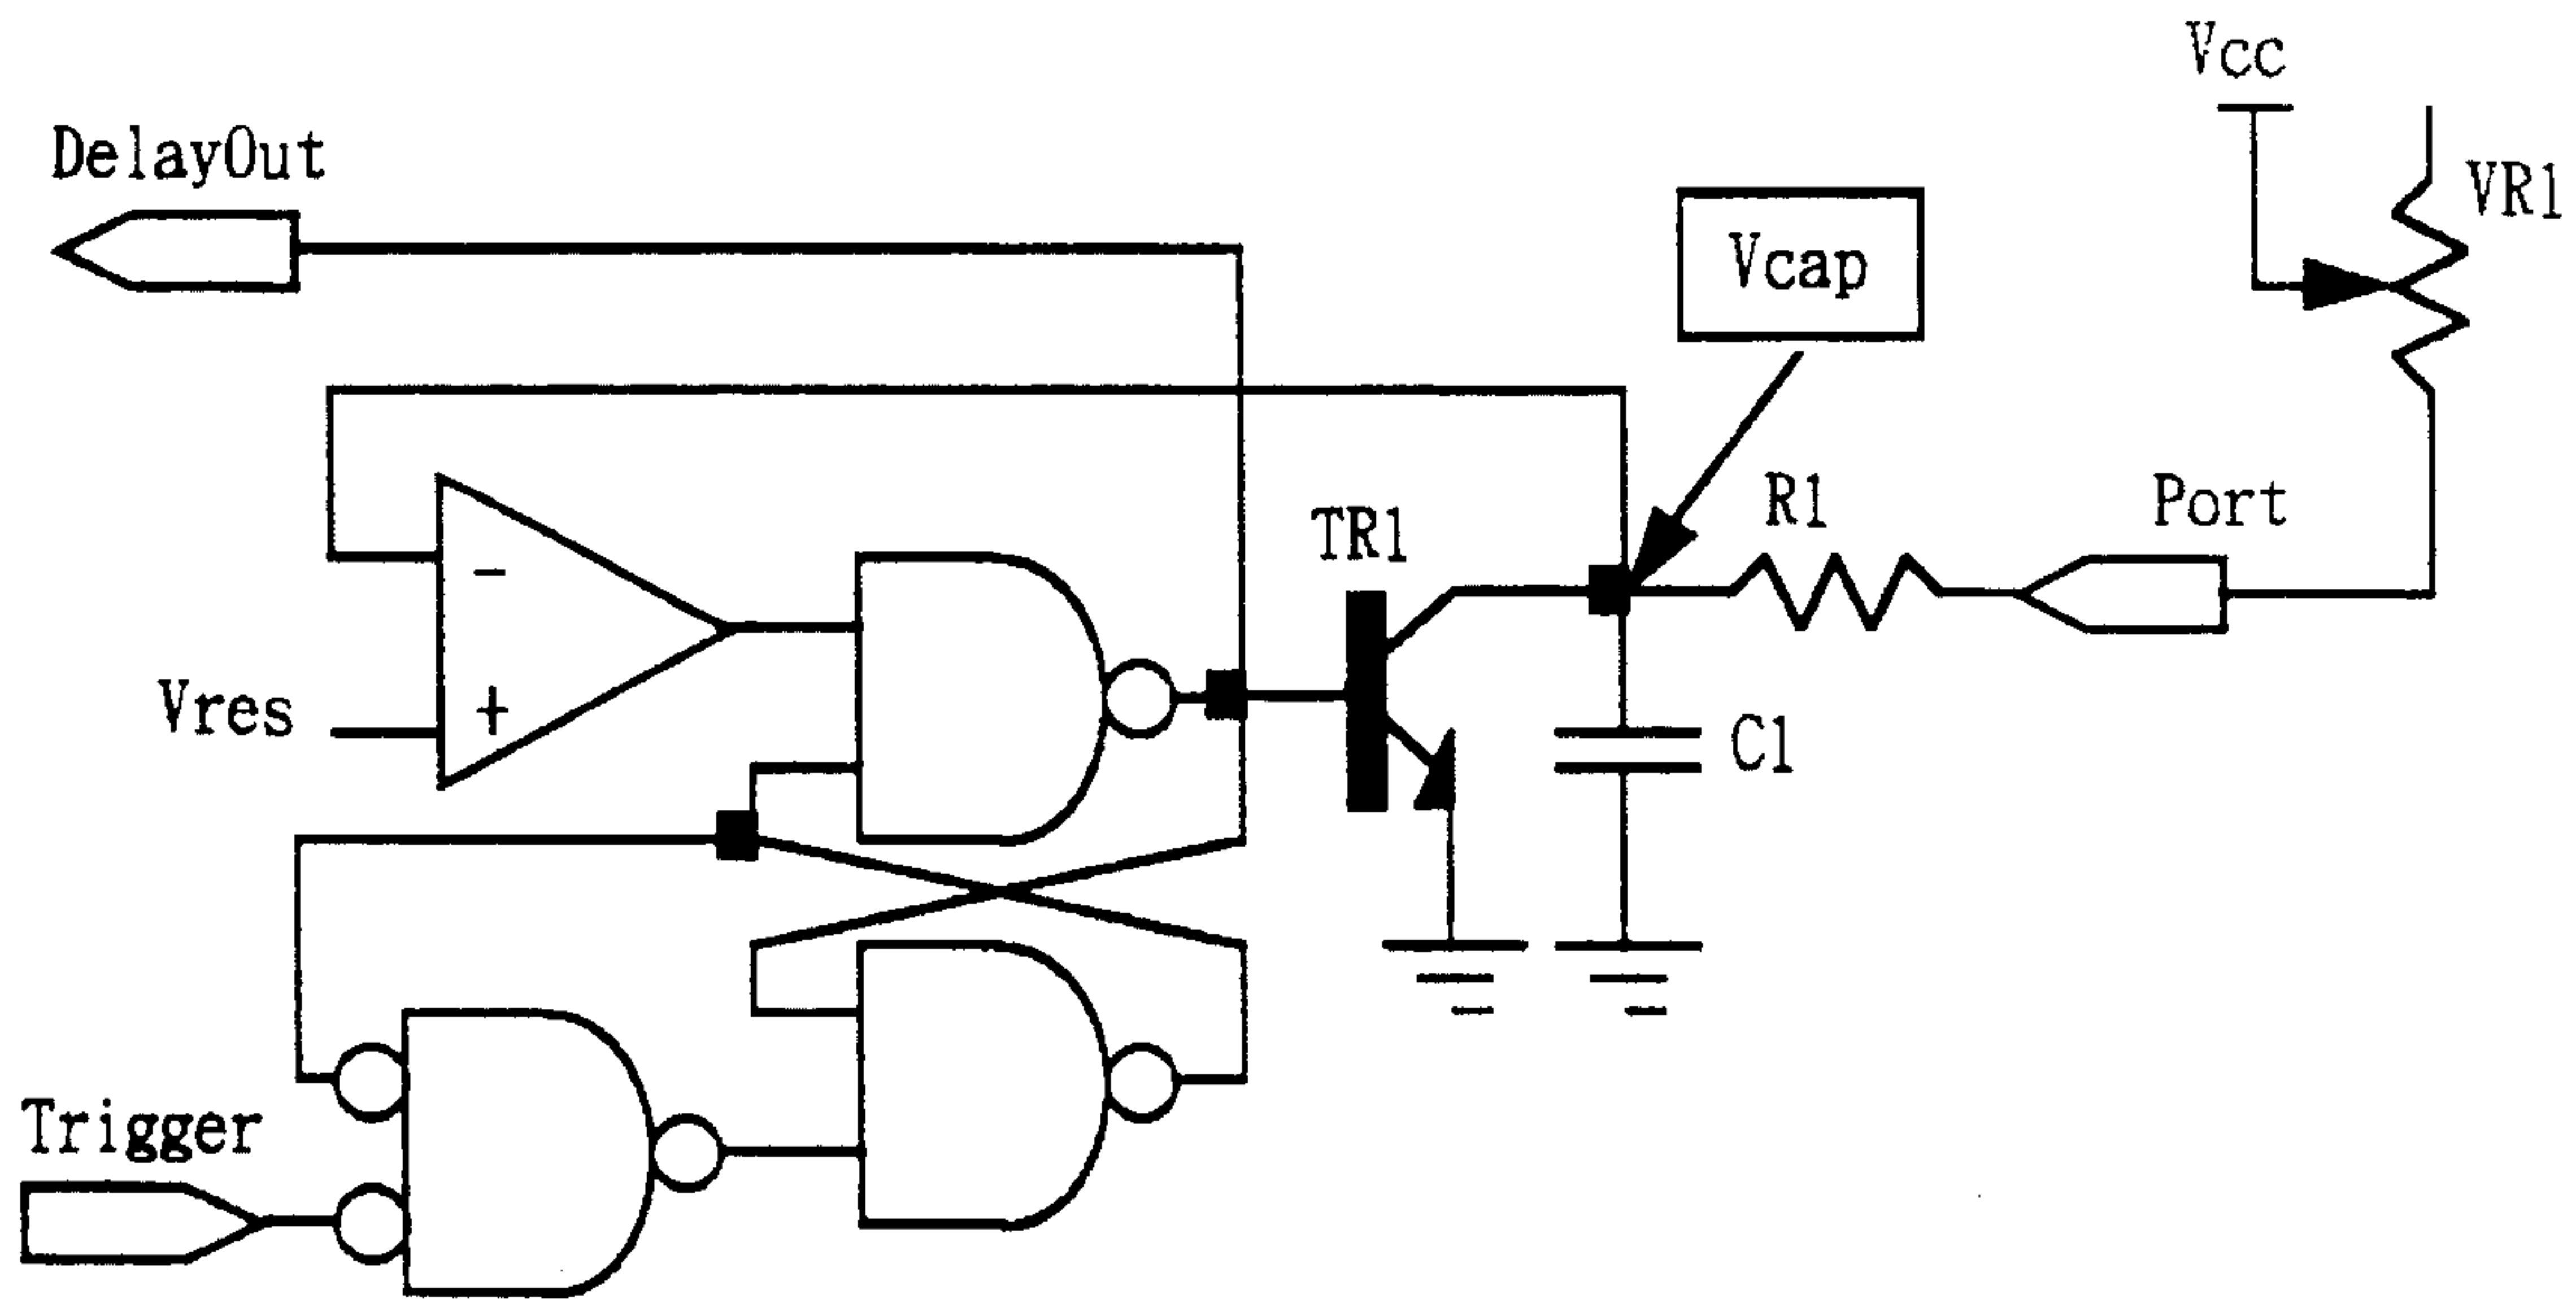 Vcc
DelayOut
VR1
Vcap
R1
Port
TR1
-
Vres
+
C1
Trigger